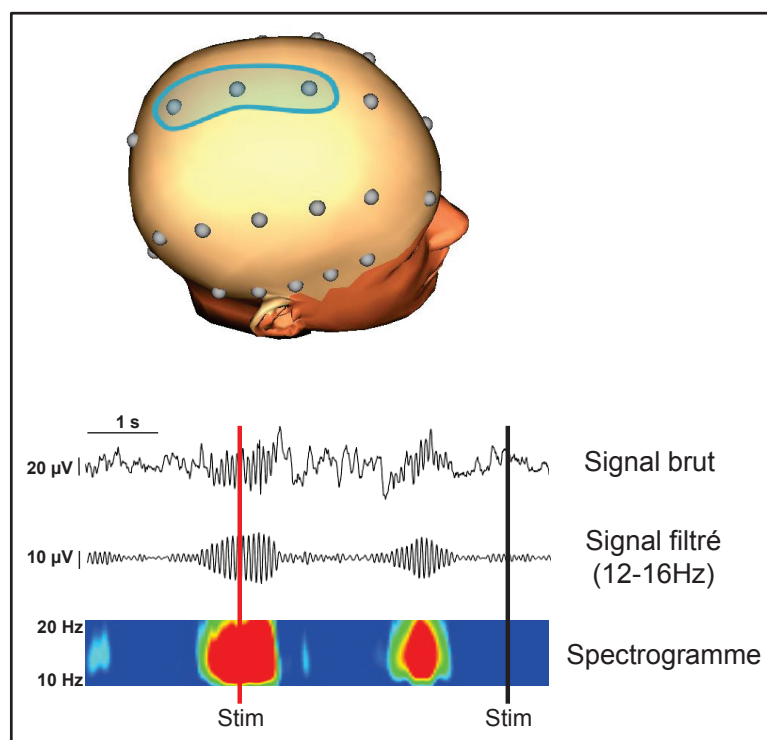 1 s
20 µV
Signal brut
10 µV
Signal filtré
(12-16Hz)
20 Hz
Spectrogramme
10 Hz
Stim
Stim